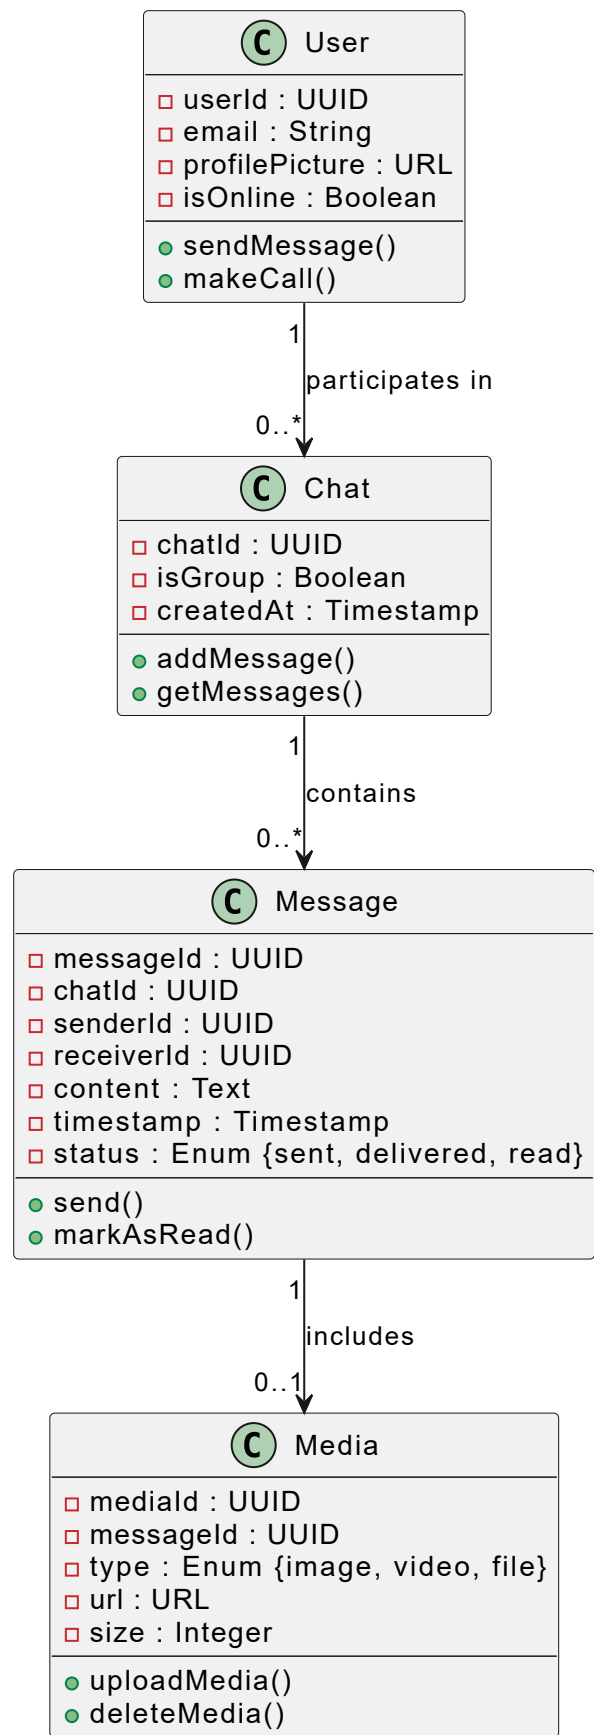 C User
userId : UUID
email : String
profilePicture : URL
isOnline : Boolean
sendMessage()
makeCall()
1
participates in
0..*
C Chat
chatId : UUID
isGroup : Boolean
createdAt : Timestamp
addMessage()
getMessages()
1
contains
0..*
C Message
messageId : UUID
chatId : UUID
senderId : UUID
receiverId : UUID
content : Text
timestamp : Timestamp
status : Enum {sent, delivered, read}
send()
markAsRead()
1
includes
0..1
C Media
mediaId : UUID
messageId : UUID
type : Enum {image, video, file}
url : URL
size : Integer
uploadMedia()
deleteMedia()